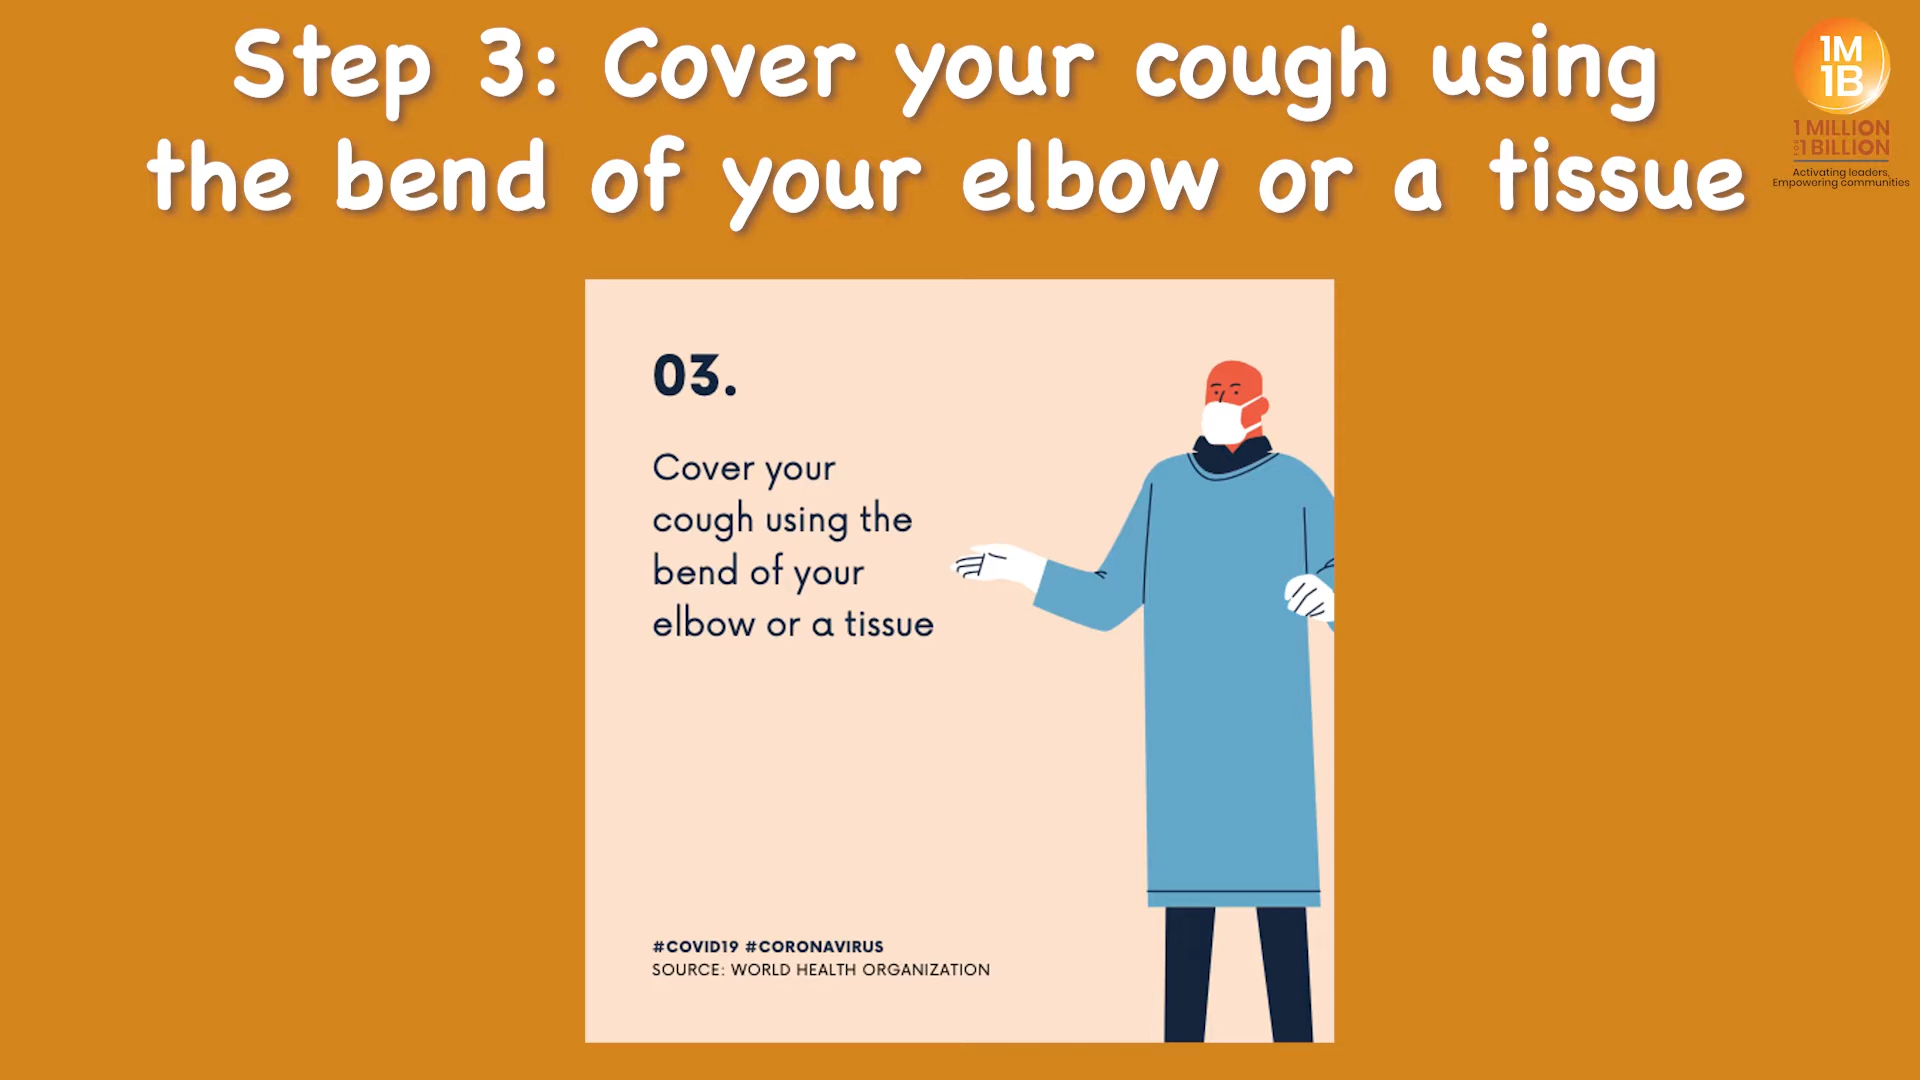 Step 3: Cover your cough using
the bend of your elbow or a tissue
1M
1B
1 MILLION
FOR 1 BILLION
Activating leaders,
Empowering communities
03.
Cover your
cough using the
bend of your
elbow or a tissue
#COVID19 #CORONAVIRUS
SOURCE: WORLD HEALTH ORGANIZATION